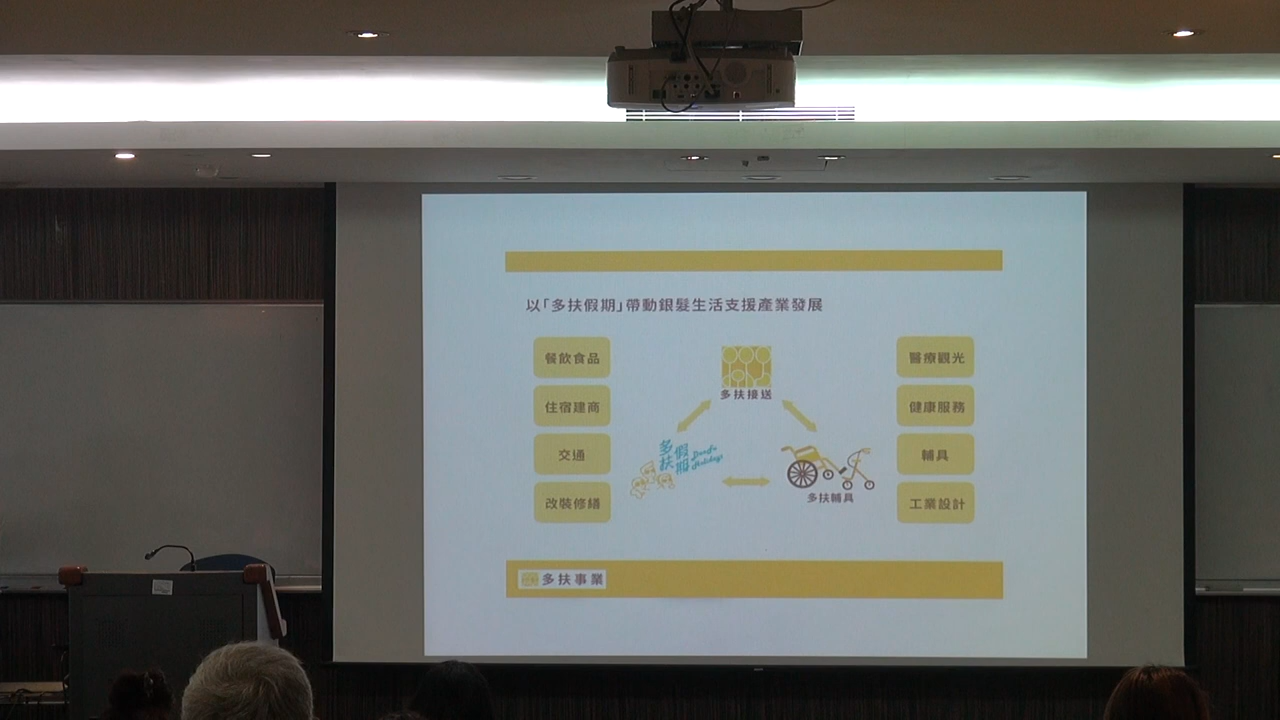 以「多扶假期」帶動銀髮生活支援產業發展
餐飲食品
住宿建商
交通
改裝修繕
多扶接送
多扶假期
Duofu
Holidays
多扶輔具
醫療觀光
健康服務
輔具
工業設計
多扶事業